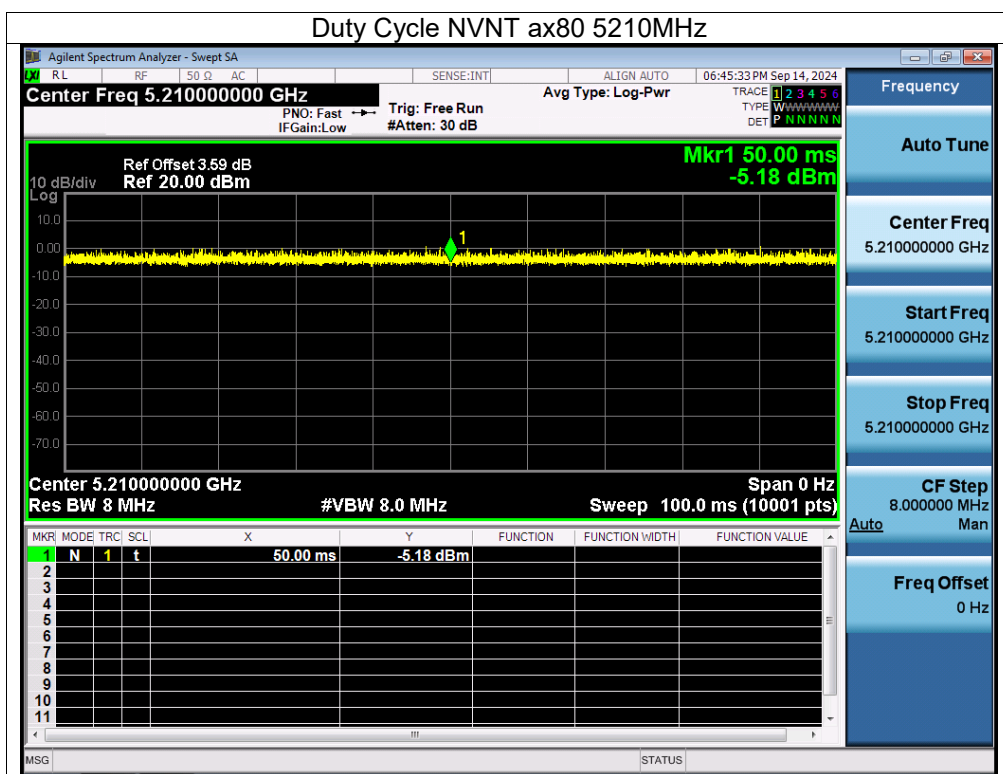 Duty Cycle NVNT ax80 5210MHz
Agilent Spectrum Analyzer - Swept SA
LXI RL RF 50 Ω AC SENSE:INT ALIGN AUTO 06:45:33 PM Sep 14, 2024
Center Freq 5.210000000 GHz
PNO: Fast
IFGain:Low
Trig: Free Run
#Atten: 30 dB
Avg Type: Log-Pwr
TRACE 1 2 3 4 5 6
TYPE WWWWWW
DET P N N N N N
Mkr1 50.00 ms
-5.18 dBm
Ref Offset 3.59 dB
10 dB/div Ref 20.00 dBm
Log
10.0
0.00
-10.0
-20.0
-30.0
-40.0
-50.0
-60.0
-70.0
1
Center 5.210000000 GHz Span 0 Hz
Res BW 8 MHz #VBW 8.0 MHz Sweep 100.0 ms (10001 pts)
MKR MODE TRC SCL X Y FUNCTION FUNCTION WIDTH FUNCTION VALUE
1 N 1 t 50.00 ms -5.18 dBm
2
3
4
5
6
7
8
9
10
11
MSG STATUS
Frequency
Auto Tune
Center Freq
5.210000000 GHz
Start Freq
5.210000000 GHz
Stop Freq
5.210000000 GHz
CF Step
8.000000 MHz
Auto Man
Freq Offset
0 Hz